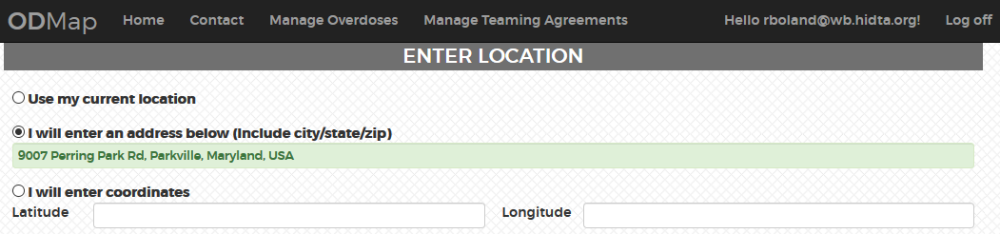 ODMap Home Contact Manage Overdoses Manage Teaming Agreements Hello rboland@wb.hidta.org! Log off
ENTER LOCATION
Use my current location
I will enter an address below (Include city/state/zip)
9007 Perring Park Rd, Parkville, Maryland, USA
I will enter coordinates
Latitude Longitude